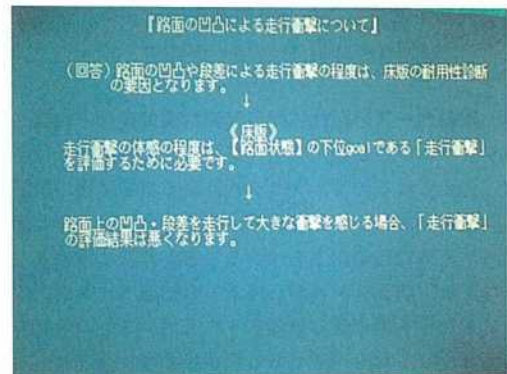 『路面の凹凸による走行衝撃について』
（回答）路面の凹凸や段差による走行衝撃の程度は、床版の耐用性診断
の要因となります。
↓
《床版》
走行衝撃の体感の程度は、【路面状態】の下位goalである「走行衝撃」
を評価するために必要です。
↓
路面上の凹凸・段差を走行して大きな衝撃を感じる場合、「走行衝撃」
の評価結果は悪くなります。